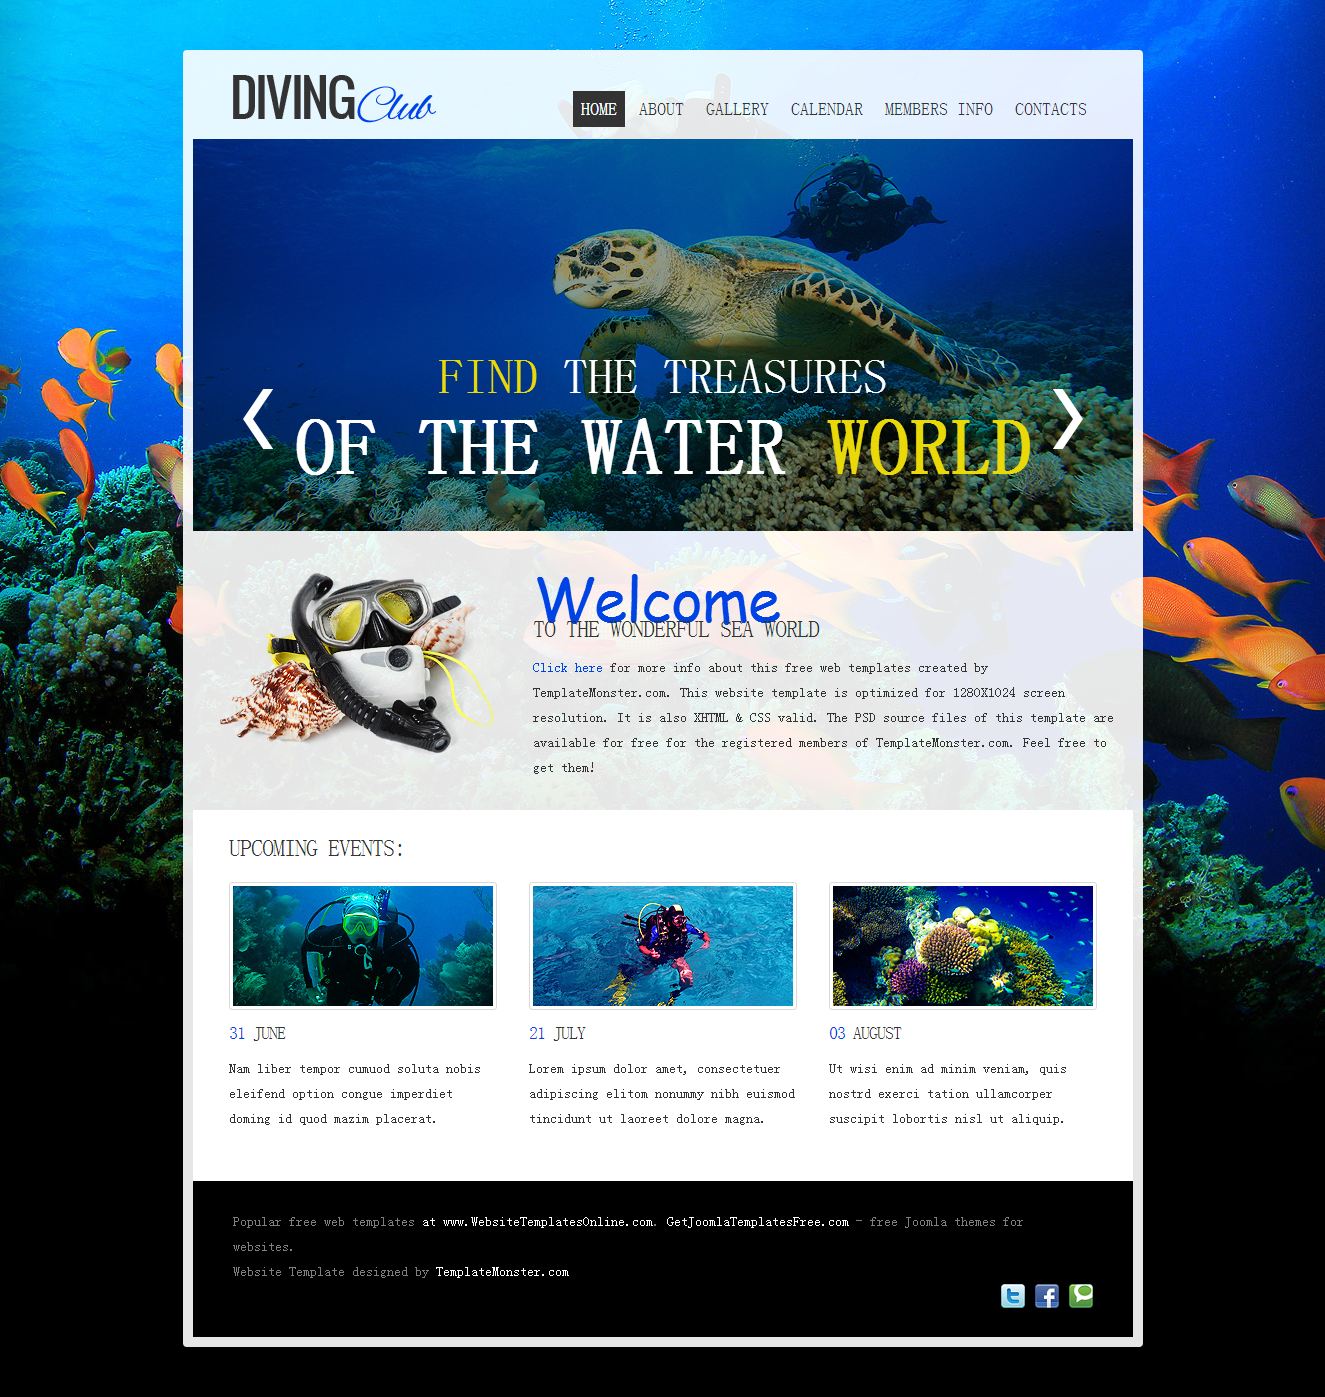 DIVING Club
HOME ABOUT GALLERY CALENDAR MEMBERS INFO CONTACTS
FIND THE TREASURES
OF THE WATER WORLD
Welcome
TO THE WONDERFUL SEA WORLD
Click here for more info about this free web templates created by
TemplateMonster.com. This website template is optimized for 1280X1024 screen
resolution. It is also XHTML & CSS valid. The PSD source files of this template are
available for free for the registered members of TemplateMonster.com. Feel free to
get them!
UPCOMING EVENTS:
31 JUNE
Nam liber tempor cumuod soluta nobis
eleifend option congue imperdiet
doming id quod mazim placerat.
21 JULY
Lorem ipsum dolor amet, consectetuer
adipiscing elitom nonummy nibh euismod
tincidunt ut laoreet dolore magna.
03 AUGUST
Ut wisi enim ad minim veniam, quis
nostrd exerci tation ullamcorper
suscipit lobortis nisl ut aliquip.
Popular free web templates at www.WebsiteTemplatesOnline.com. GetJoomlaTemplatesFree.com – free Joomla themes for
websites.
Website Template designed by TemplateMonster.com